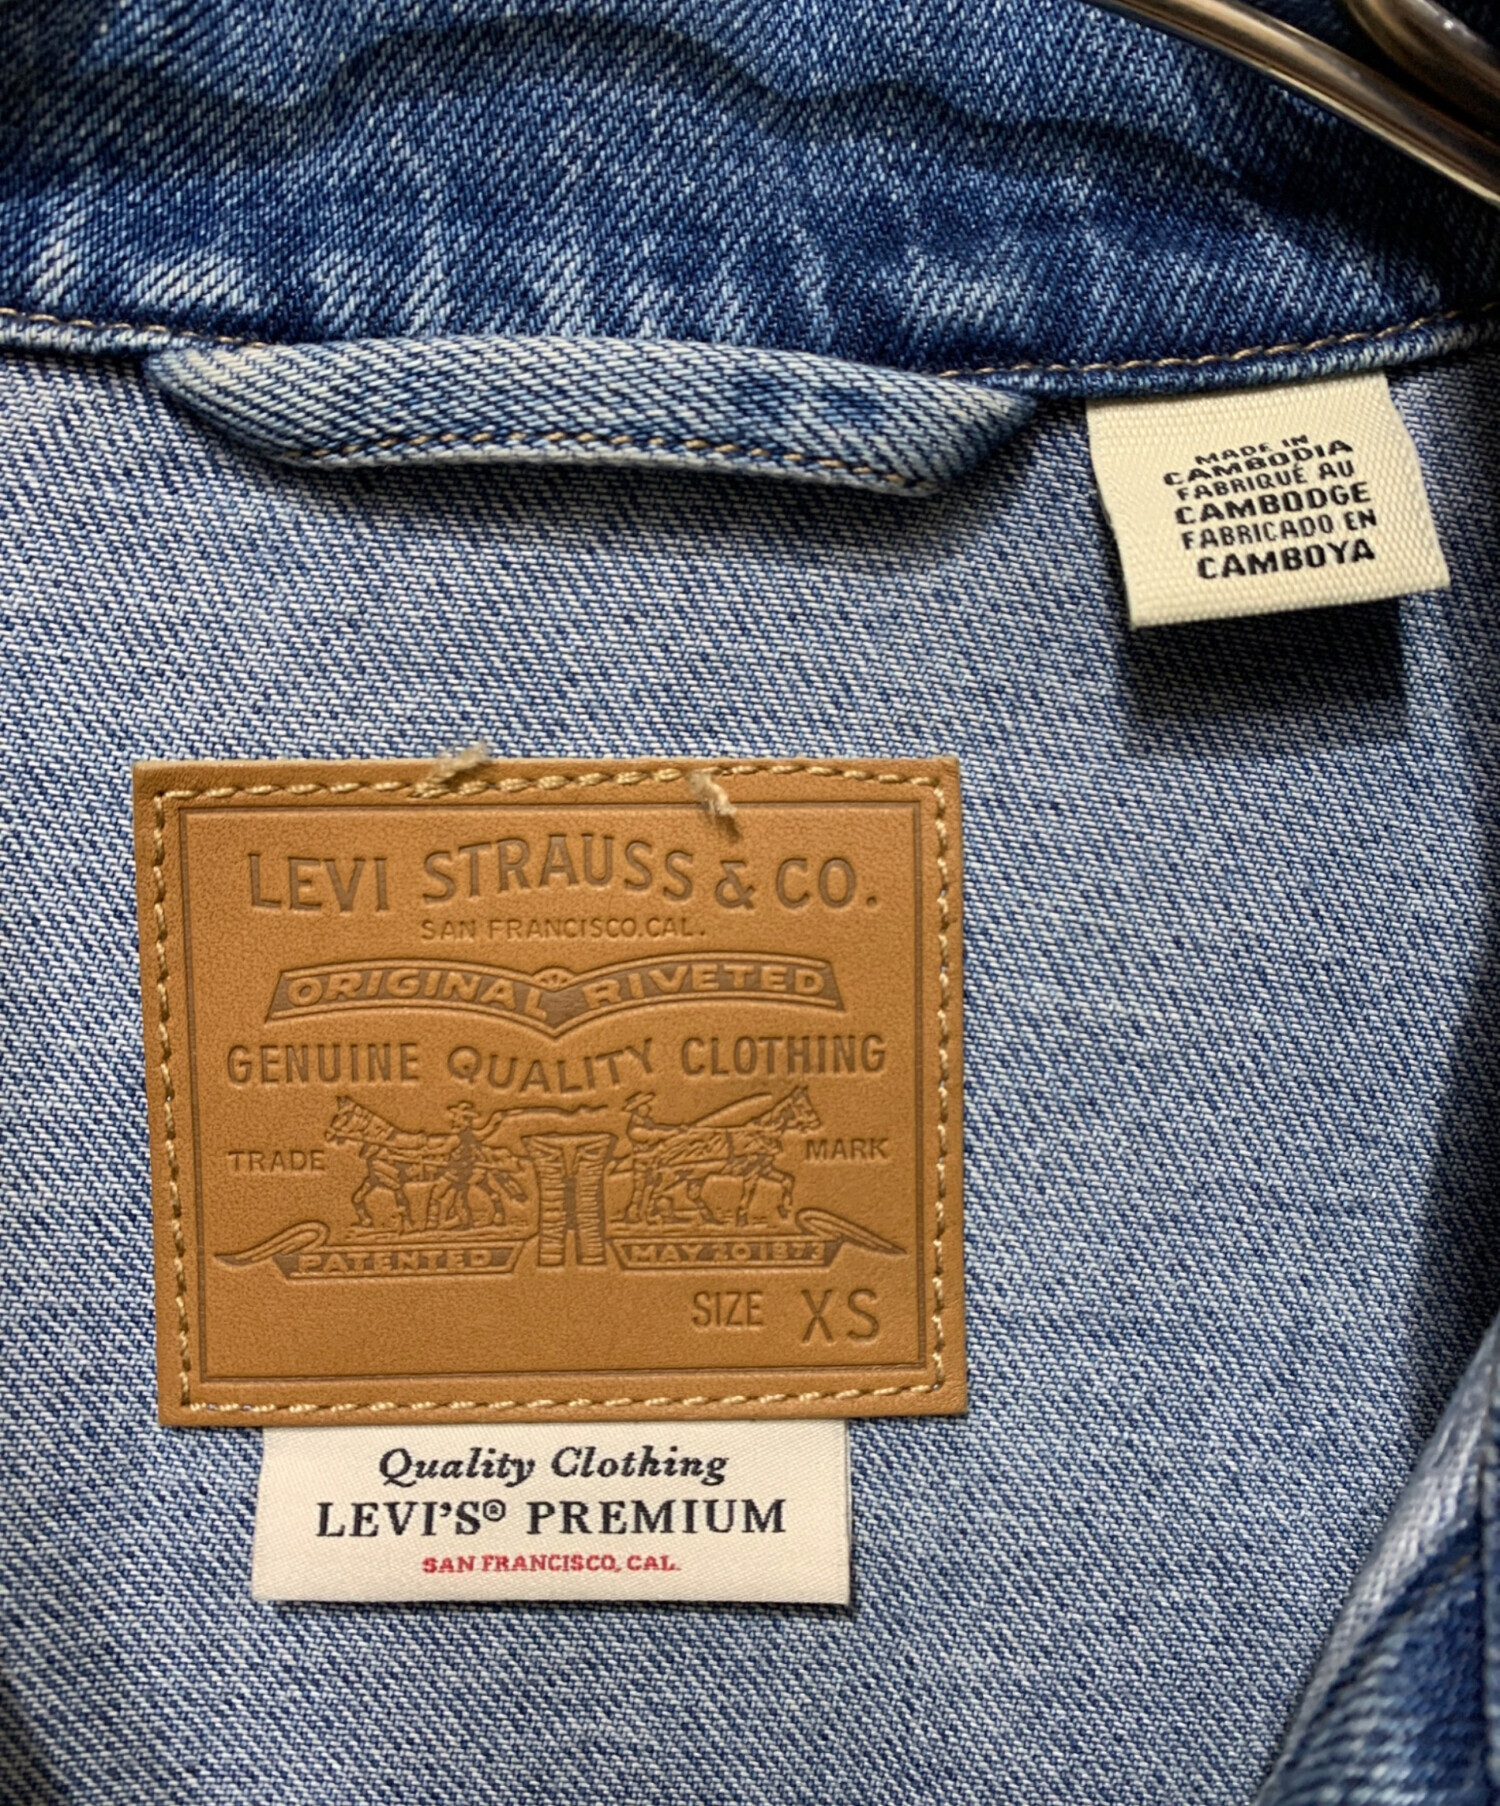 MADE IN
CAMBODIA
FABRIQUÉ AU
CAMBODGE
FABRICADO EN
CAMBOYA
LEVI STRAUSS & CO.
SAN FRANCISCO, CAL.
ORIGINAL RIVETED
GENUINE QUALITY CLOTHING
TRADE MARK
PATENTED MAY 20 1873
SIZE XS
Quality Clothing
LEVI'S® PREMIUM
SAN FRANCISCO, CAL.